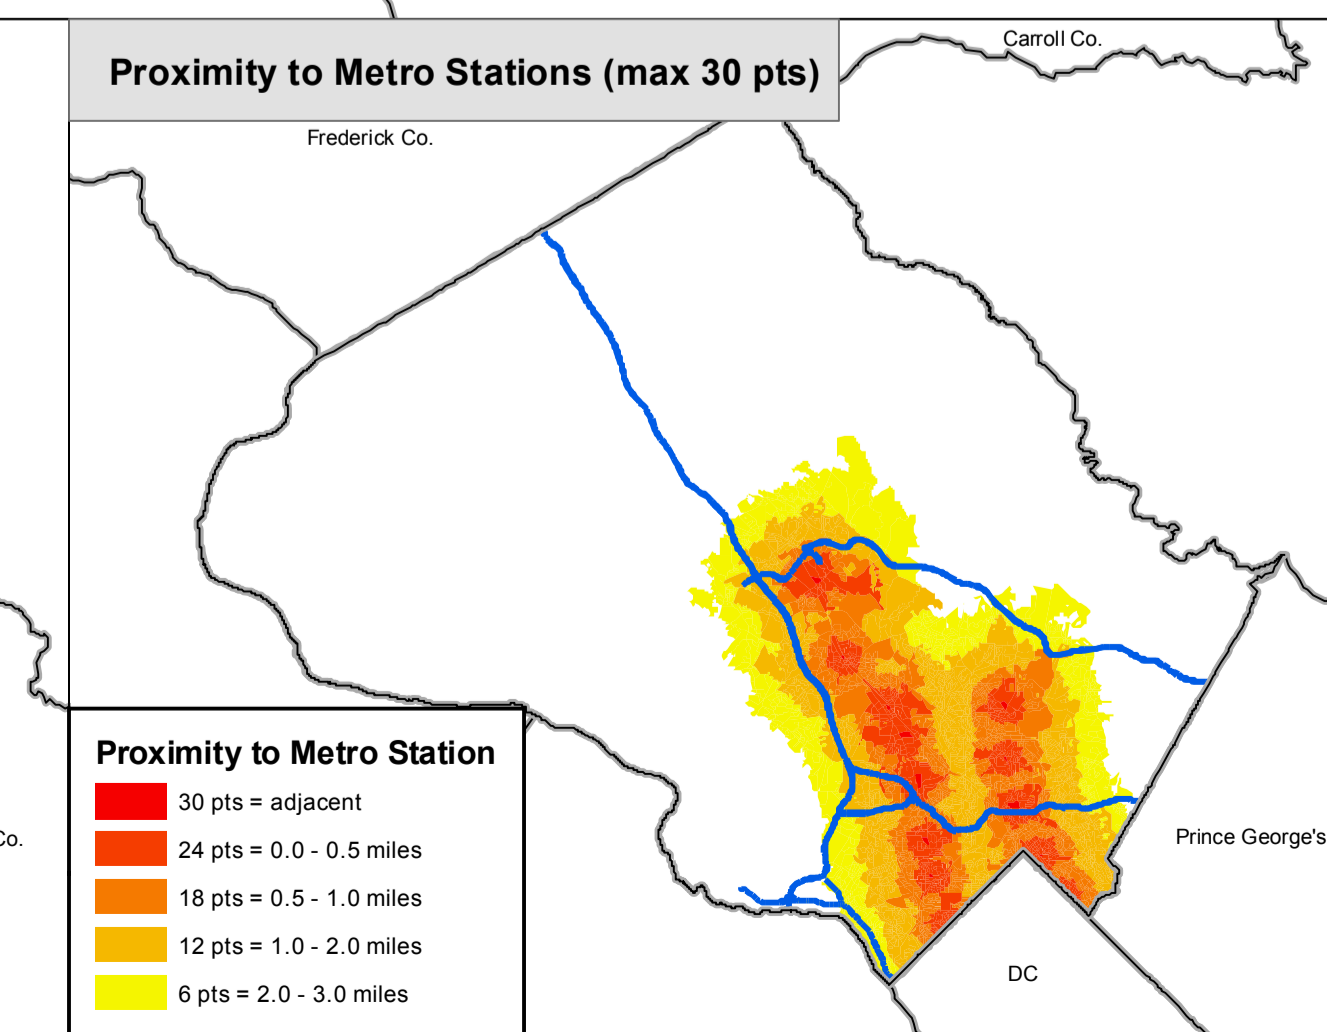 Carroll Co.
Proximity to Metro Stations (max 30 pts)
Frederick Co.
Proximity to Metro Station
30 pts = adjacent
24 pts = 0.0 - 0.5 miles
18 pts = 0.5 - 1.0 miles
12 pts = 1.0 - 2.0 miles
6 pts = 2.0 - 3.0 miles
Co.
Prince George's
DC